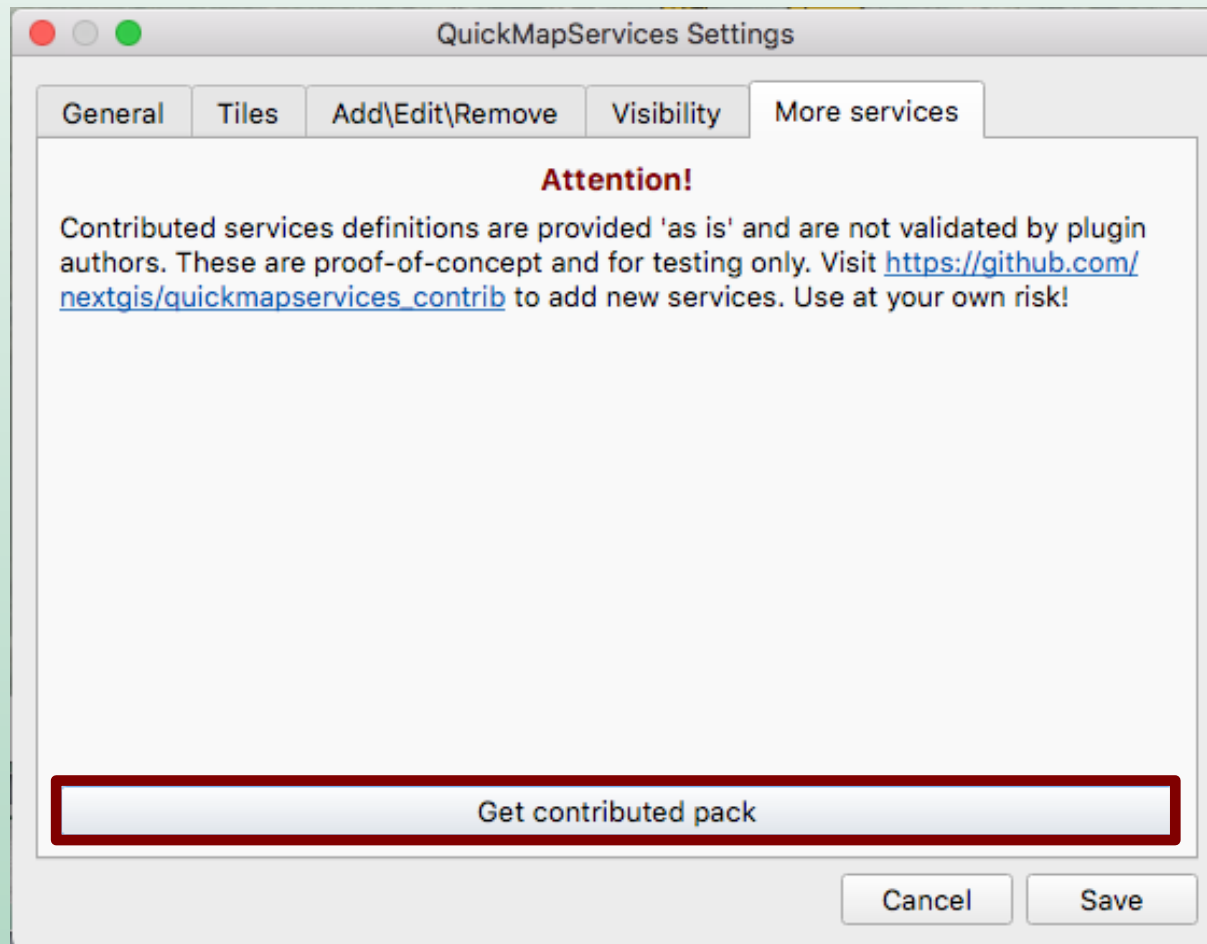 QuickMapServices Settings
General Tiles Add\Edit\Remove Visibility More services
Attention!
Contributed services definitions are provided 'as is' and are not validated by plugin
authors. These are proof-of-concept and for testing only. Visit https://github.com/
nextgis/quickmapservices_contrib to add new services. Use at your own risk!
Get contributed pack
Cancel Save